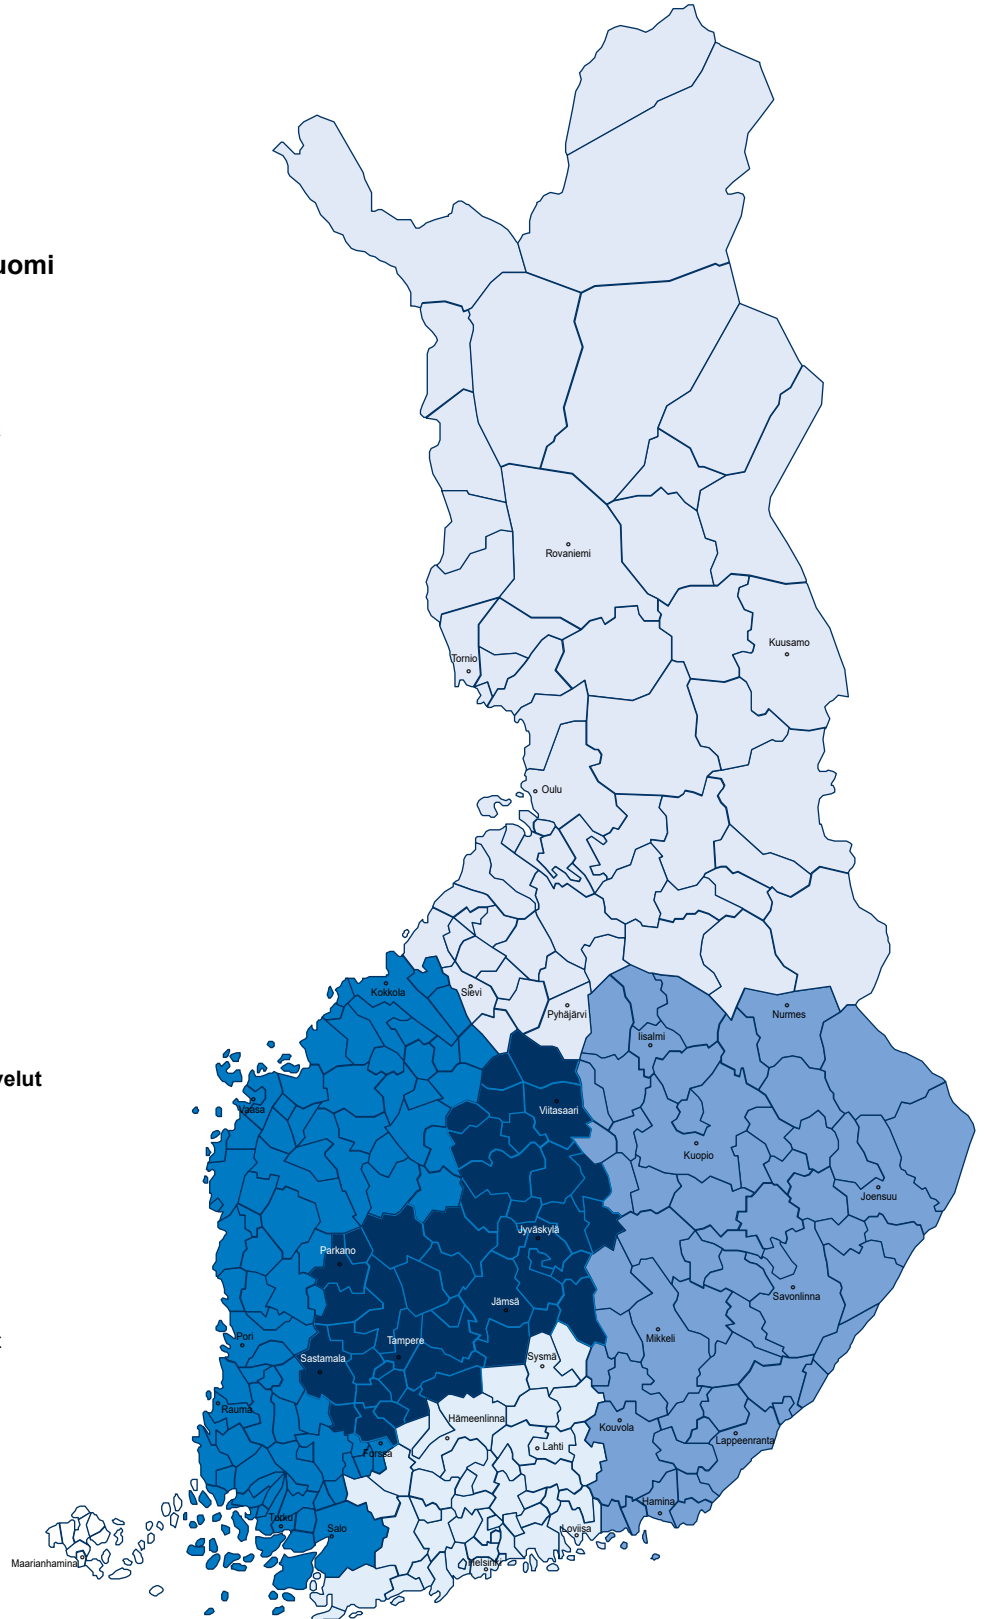 uomi
Rovaniemi
Kuusamo
Tornio
Oulu
Kokkola
Sievi
Pyhäjärvi
Nurmes
Iisalmi
velut
Vaasa
Viitasaari
Kuopio
Joensuu
Jyväskylä
Parkano
Savonlinna
Jämsä
Mikkeli
Pori
Tampere
Sastamala
Sysmä
Rauma
Hämeenlinna
Kouvola
Lappeenranta
Forssa
Lahti
Hamina
Turku
Salo
Loviisa
Maarianhamina
Helsinki